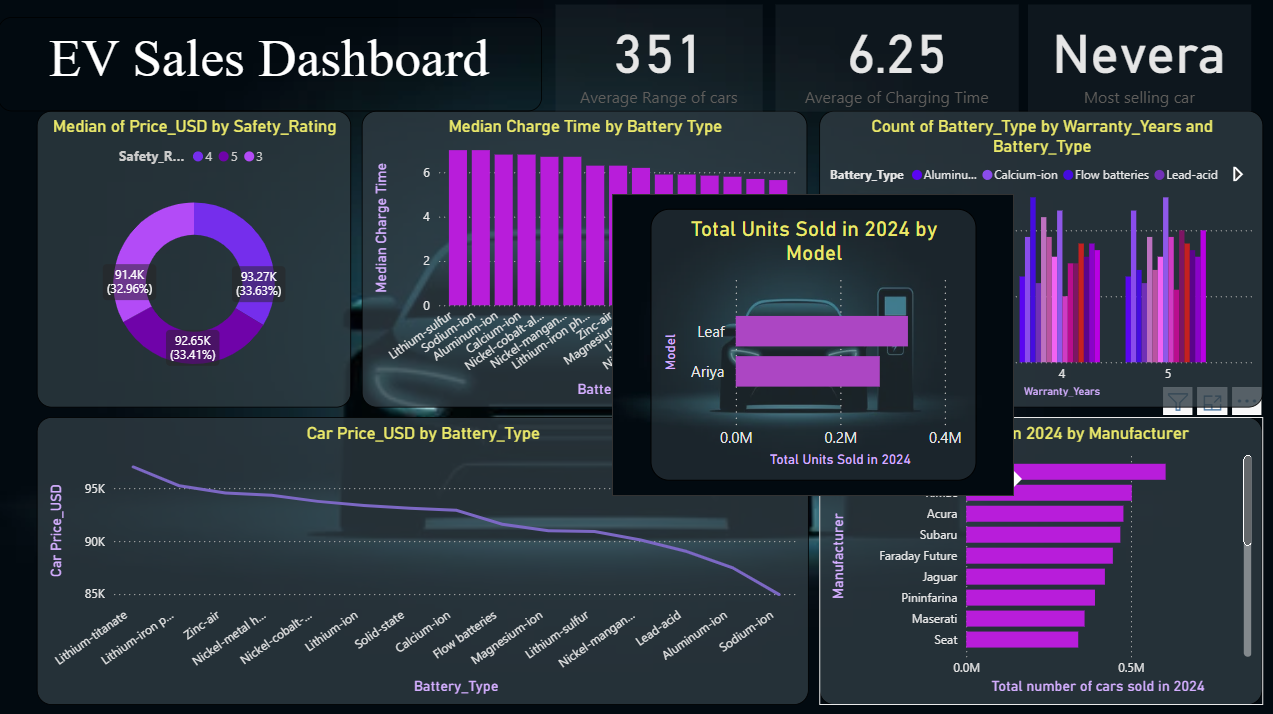 EV Sales Dashboard
351
Average Range of cars
6.25
Average of Charging Time
Nevera
Most selling car
Median of Price_USD by Safety_Rating
Safety_R... 4 5 3
91.4K
(32.96%)
93.27K
(33.63%)
92.65K
(33.41%)
Median Charge Time by Battery Type
Median Charge Time
6
4
2
0
Lithium-sulfur
Sodium-ion
Aluminum-ion
Calcium-ion
Nickel-cobalt-al...
Nickel-mangan...
Lithium-iron ph...
Zinc-air
Magnesium
Batte
Count of Battery_Type by Warranty_Years and
Battery_Type
Battery_Type Aluminu... Calcium-ion Flow batteries Lead-acid
4
5
Warranty_Years
Total Units Sold in 2024 by
Model
Model
Leaf
Ariya
0.0M
0.2M
0.4M
Total Units Sold in 2024
Car Price_USD by Battery_Type
Car Price_USD
95K
90K
85K
Lithium-titanate
Lithium-iron p...
Zinc-air
Nickel-metal h...
Nickel-cobalt-...
Lithium-ion
Solid-state
Calcium-ion
Flow batteries
Magnesium-ion
Lithium-sulfur
Nickel-mangan...
Lead-acid
Aluminum-ion
Sodium-ion
Battery_Type
n 2024 by Manufacturer
Manufacturer
Acura
Subaru
Faraday Future
Jaguar
Pininfarina
Maserati
Seat
0.0M
0.5M
Total number of cars sold in 2024